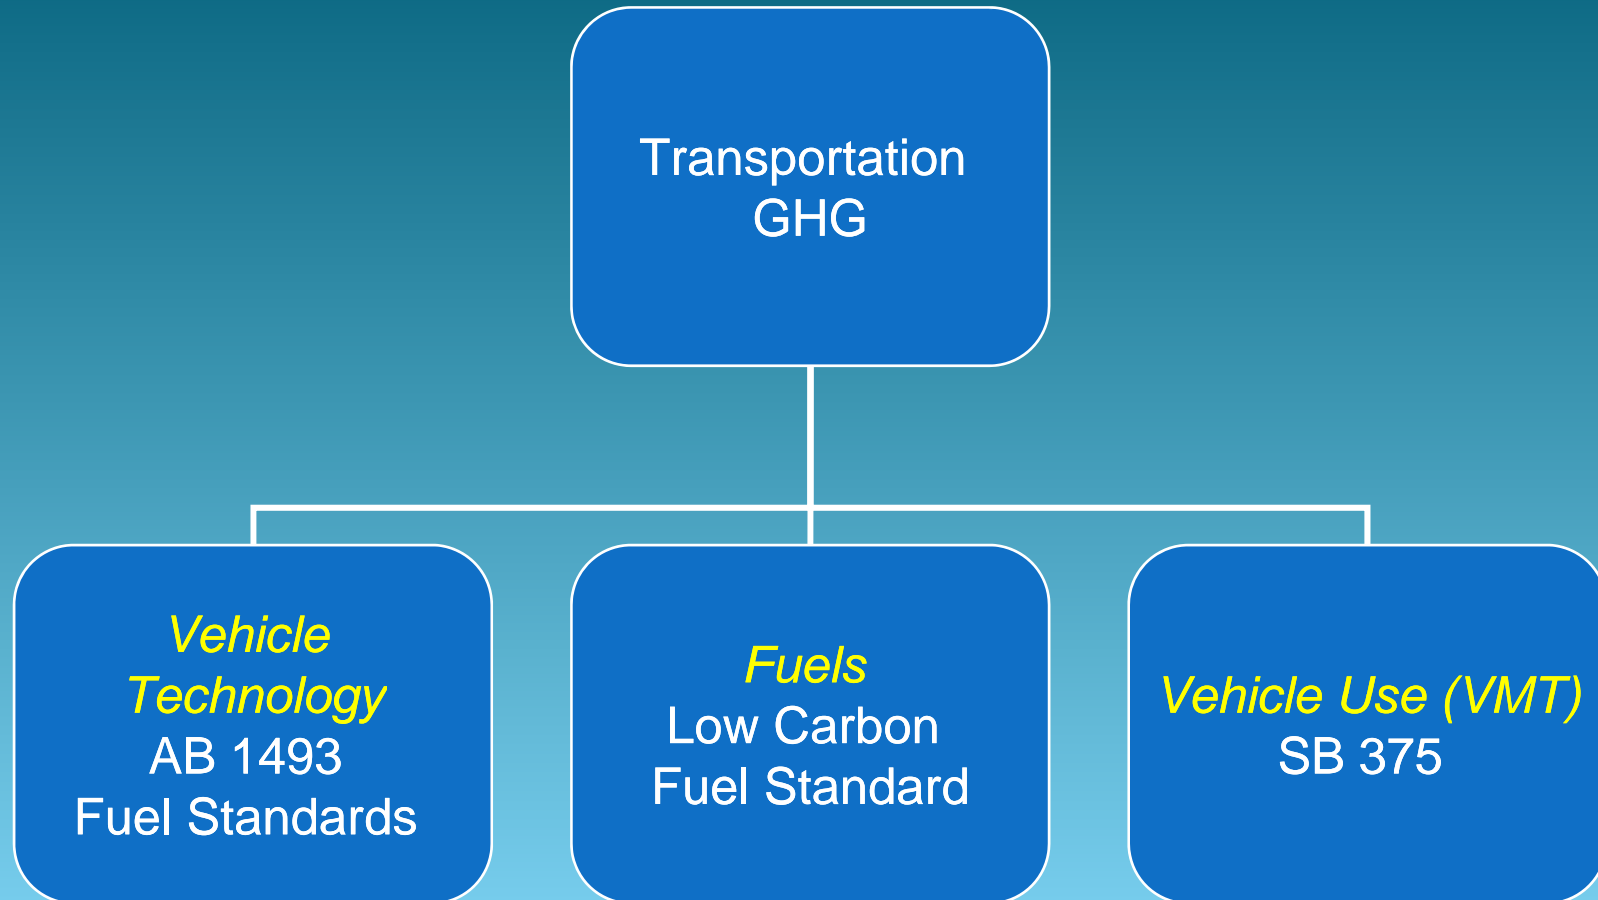 Transportation
GHG
Vehicle
Technology
AB 1493
Fuel Standards
Fuels
Low Carbon
Fuel Standard
Vehicle Use (VMT)
SB 375